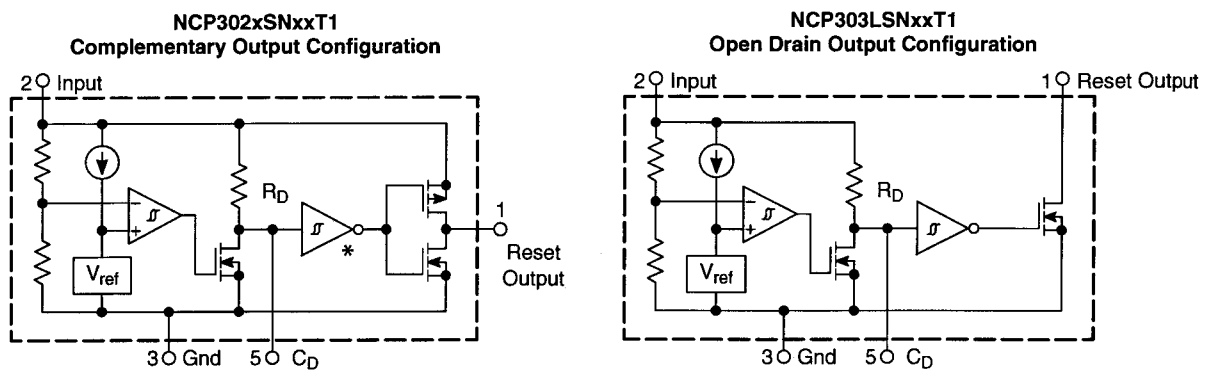 NCP302xSNxxT1
Complementary Output Configuration
2 Input
R_D
V_ref
*
1
Reset
Output
3 Gnd 5 C_D
NCP303LSNxxT1
Open Drain Output Configuration
2 Input
1 Reset Output
R_D
V_ref
3 Gnd 5 C_D